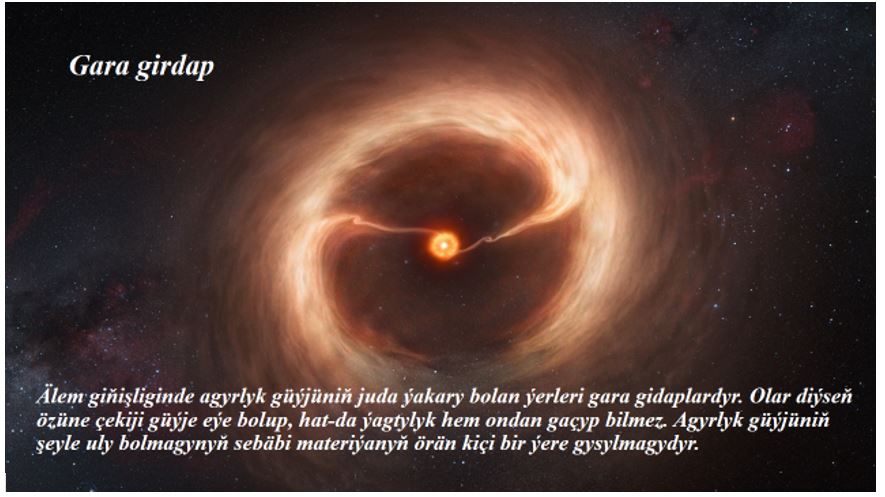 Gara girdap
Älem giňişliginde agyrlyk güýjüniň juda ýakary bolan ýerleri gara gidaplardyr. Olar diýseň
özüne çekiji güýje eýe bolup, hat-da ýagtylyk hem ondan gaçyp bilmez. Agyrlyk güýjüniň
şeyle uly bolmagynyň sebäbi materiýanyň örän kiçi bir ýere gysylmagydyr.